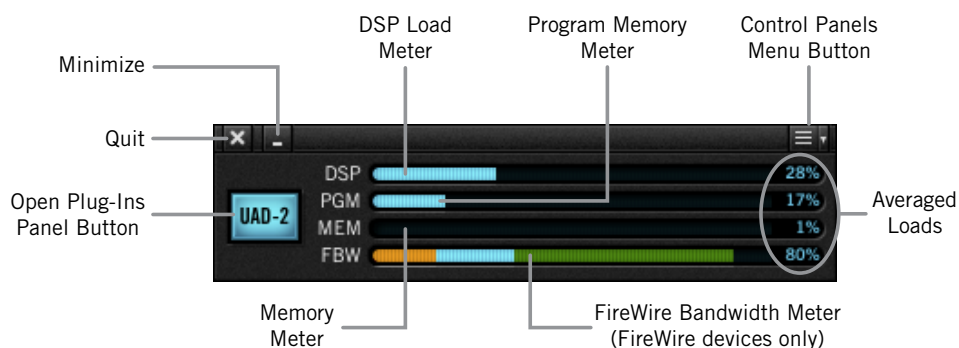 DSP Load
Meter
Program Memory
Meter
Control Panels
Menu Button
Minimize
Quit
Open Plug-Ins
Panel Button
UAD-2
DSP 28%
PGM 17%
MEM 1%
FBW 80%
Averaged
Loads
Memory
Meter
FireWire Bandwidth Meter
(FireWire devices only)